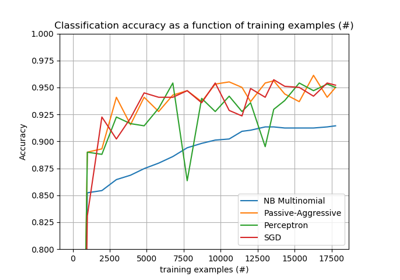 Classification accuracy as a function of training examples (#)
1.000
0.975
0.950
0.925
0.900
0.875
0.850
0.825
0.800
Accuracy
NB Multinomial
Passive-Aggressive
Perceptron
SGD
0 2500 5000 7500 10000 12500 15000 17500
training examples (#)